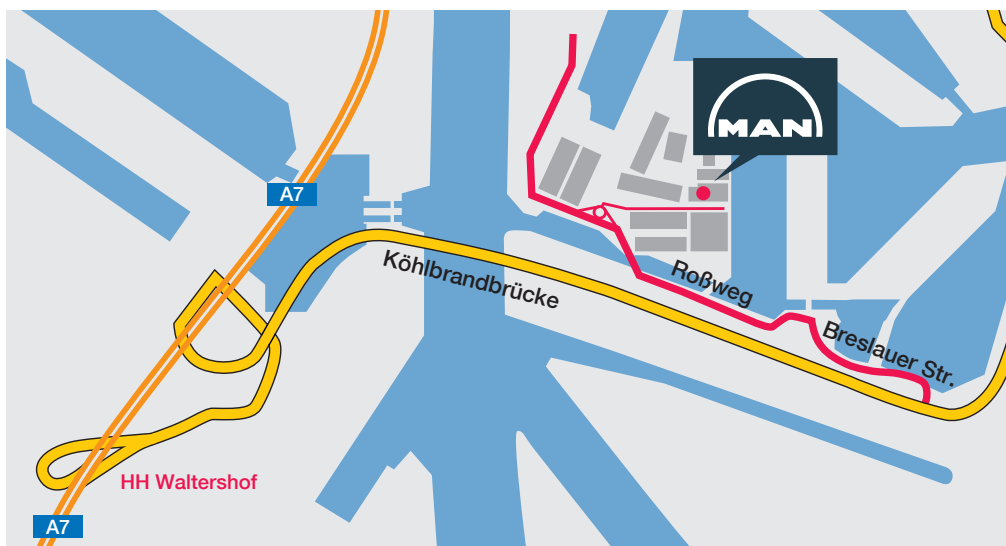 MAN
A7
Köhlbrandbrücke
Roßweg
Breslauer Str.
HH Waltershof
A7